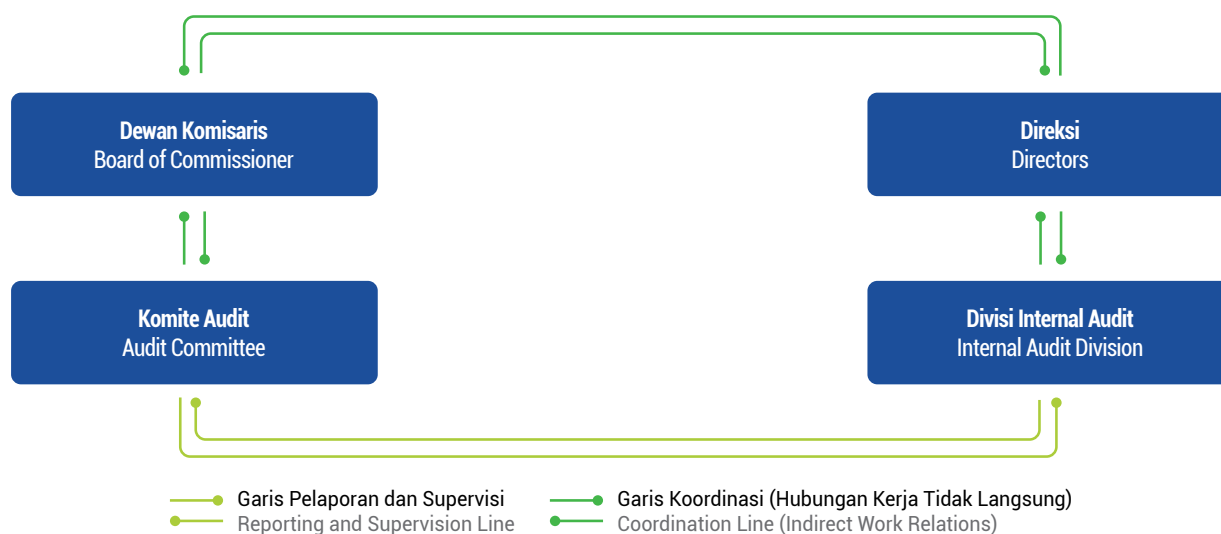 Dewan Komisaris
Board of Commissioner
Direksi
Directors
Komite Audit
Audit Committee
Divisi Internal Audit
Internal Audit Division
Garis Pelaporan dan Supervisi
Reporting and Supervision Line
Garis Koordinasi (Hubungan Kerja Tidak Langsung)
Coordination Line (Indirect Work Relations)